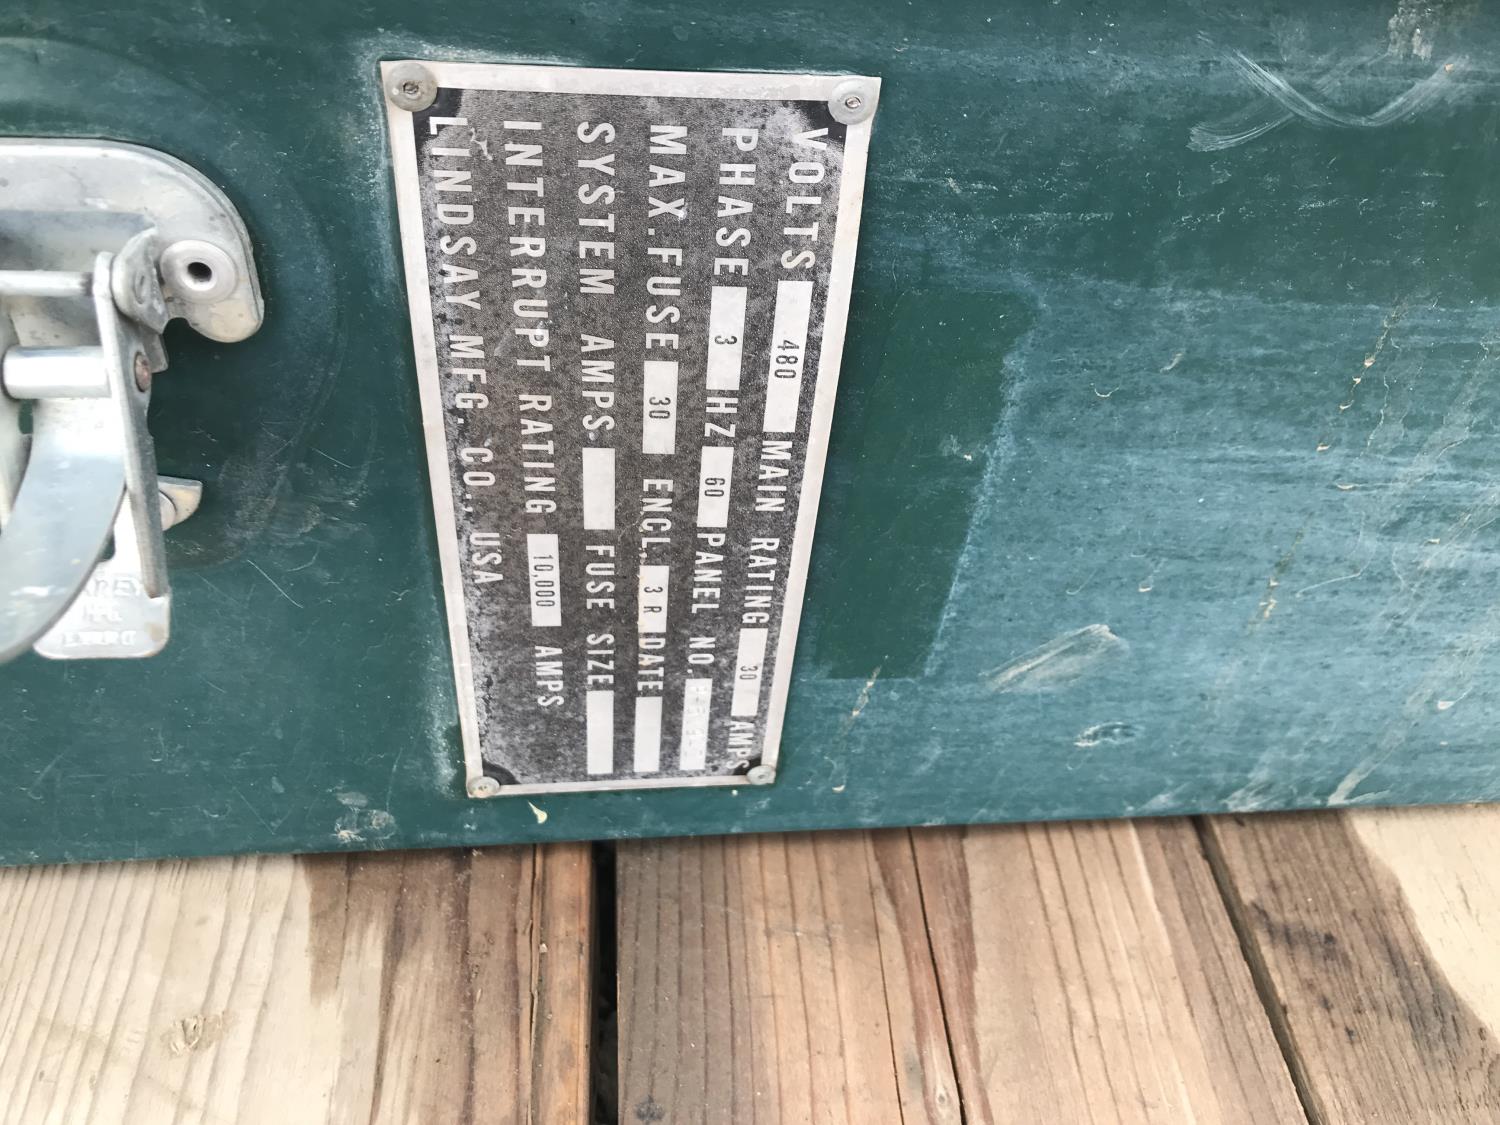 VOLTS 480 MAIN RATING 30 AMPS
PHASE 3 HZ 60 PANEL NO.
MAX. FUSE 30 ENCL. 3 R DATE
SYSTEM AMPS. FUSE SIZE
INTERRUPT RATING 10,000 AMPS
LINDSAY MFG. CO., USA